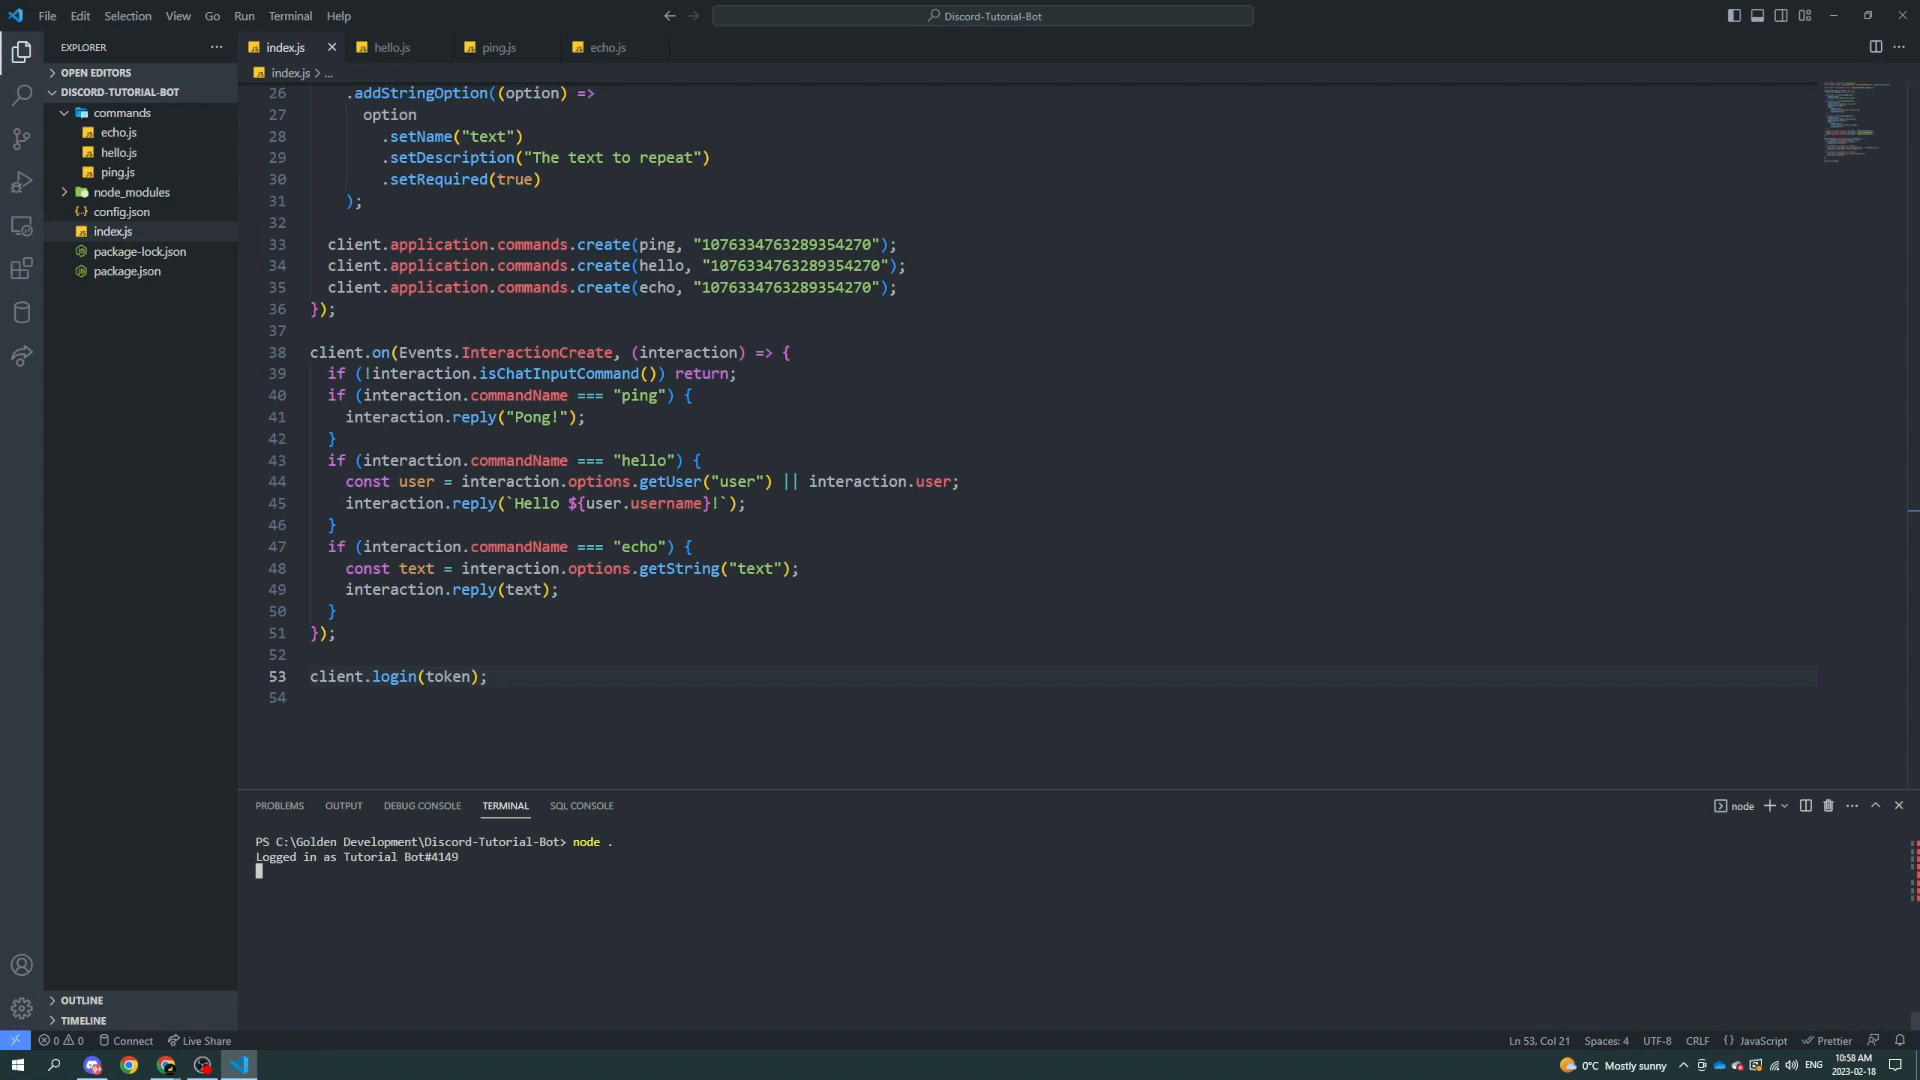 File Edit Selection View Go Run Terminal Help
Discord-Tutorial-Bot
EXPLORER
index.js
hello.js
ping.js
echo.js
OPEN EDITORS
index.js > ...
DISCORD-TUTORIAL-BOT
commands
echo.js
hello.js
ping.js
node_modules
config.json
index.js
package-lock.json
package.json
26 .addStringOption((option) =>
27 option
28 .setName("text")
29 .setDescription("The text to repeat")
30 .setRequired(true)
31 );
32
33 client.application.commands.create(ping, "1076334763289354270");
34 client.application.commands.create(hello, "1076334763289354270");
35 client.application.commands.create(echo, "1076334763289354270");
36 });
37
38 client.on(Events.InteractionCreate, (interaction) => {
39 if (!interaction.isChatInputCommand()) return;
40 if (interaction.commandName === "ping") {
41 interaction.reply("Pong!");
42 }
43 if (interaction.commandName === "hello") {
44 const user = interaction.options.getUser("user") || interaction.user;
45 interaction.reply(`Hello ${user.username}!`);
46 }
47 if (interaction.commandName === "echo") {
48 const text = interaction.options.getString("text");
49 interaction.reply(text);
50 }
51 });
52
53 client.login(token);
54
PROBLEMS OUTPUT DEBUG CONSOLE TERMINAL SQL CONSOLE
node
PS C:\Golden Development\Discord-Tutorial-Bot> node .
Logged in as Tutorial Bot#4149
OUTLINE
TIMELINE
0 0 Connect Live Share
Ln 53, Col 21 Spaces: 4 UTF-8 CRLF {} JavaScript Prettier
0°C Mostly sunny
ENG
10:58 AM
2023-02-18